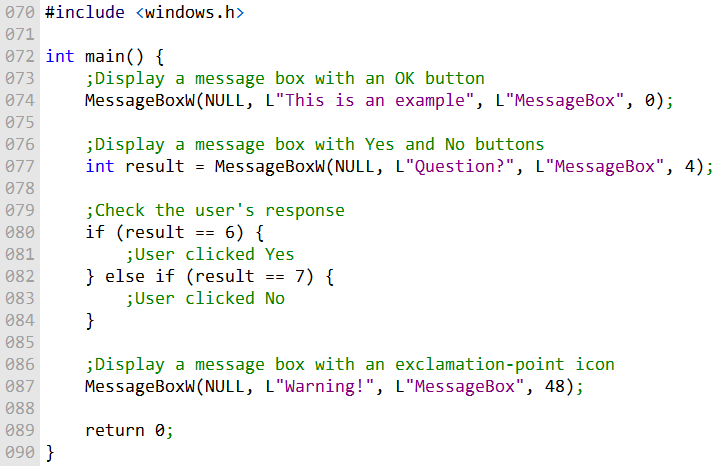 070 #include <windows.h>
071
072 int main() {
073     ;Display a message box with an OK button
074     MessageBoxW(NULL, L"This is an example", L"MessageBox", 0);
075
076     ;Display a message box with Yes and No buttons
077     int result = MessageBoxW(NULL, L"Question?", L"MessageBox", 4);
078
079     ;Check the user's response
080     if (result == 6) {
081         ;User clicked Yes
082     } else if (result == 7) {
083         ;User clicked No
084     }
085
086     ;Display a message box with an exclamation-point icon
087     MessageBoxW(NULL, L"Warning!", L"MessageBox", 48);
088
089     return 0;
090 }